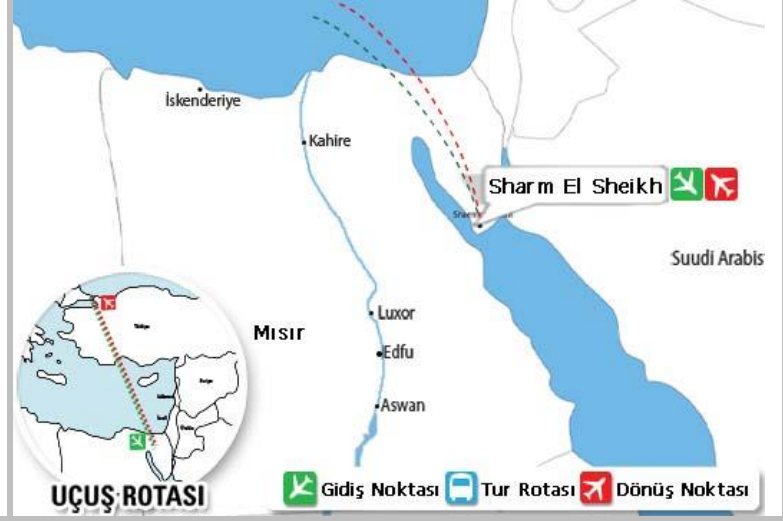 İskenderiye
Kahire
Sharm El Sheikh
Suudi Arabis
Luxor
Mısır
Edfu
Aswan
Türkiye
UÇUŞ ROTASI
Gidiş Noktası
Tur Rotası
Dönüş Noktası